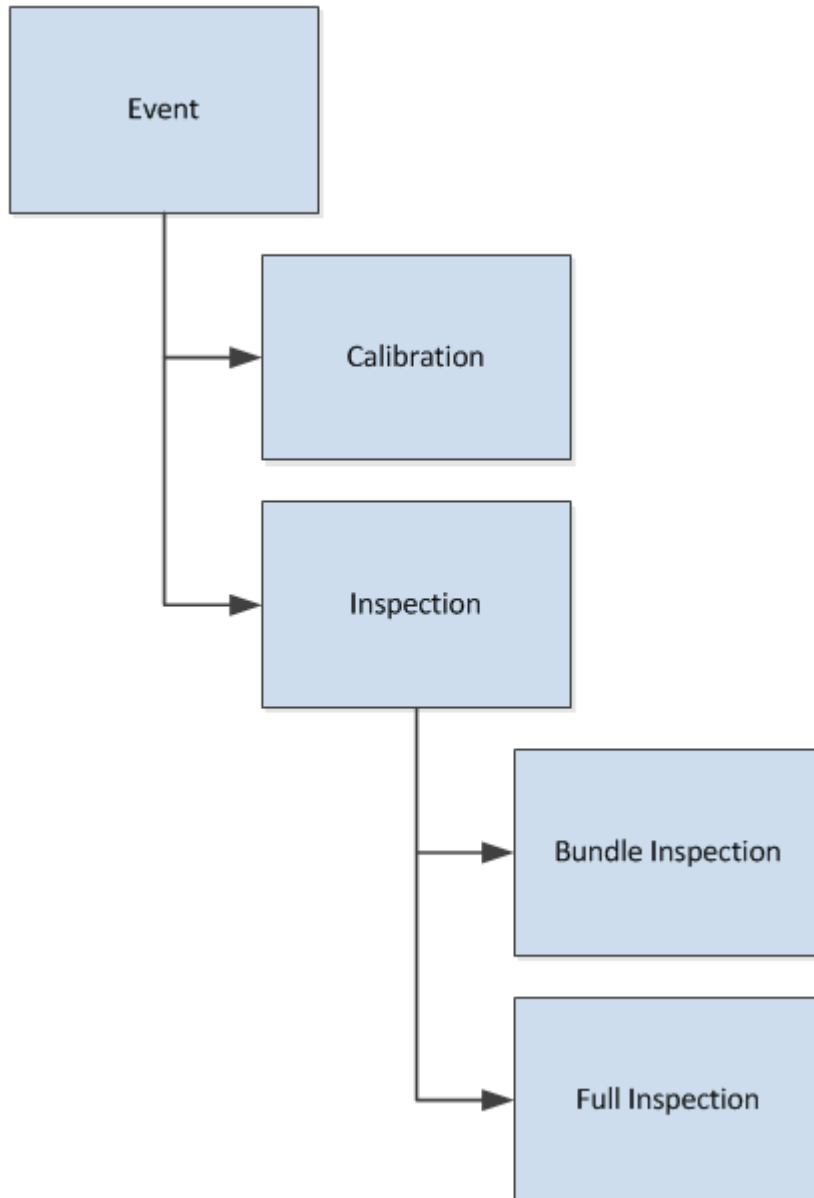 Event
Calibration
Inspection
Bundle Inspection
Full Inspection